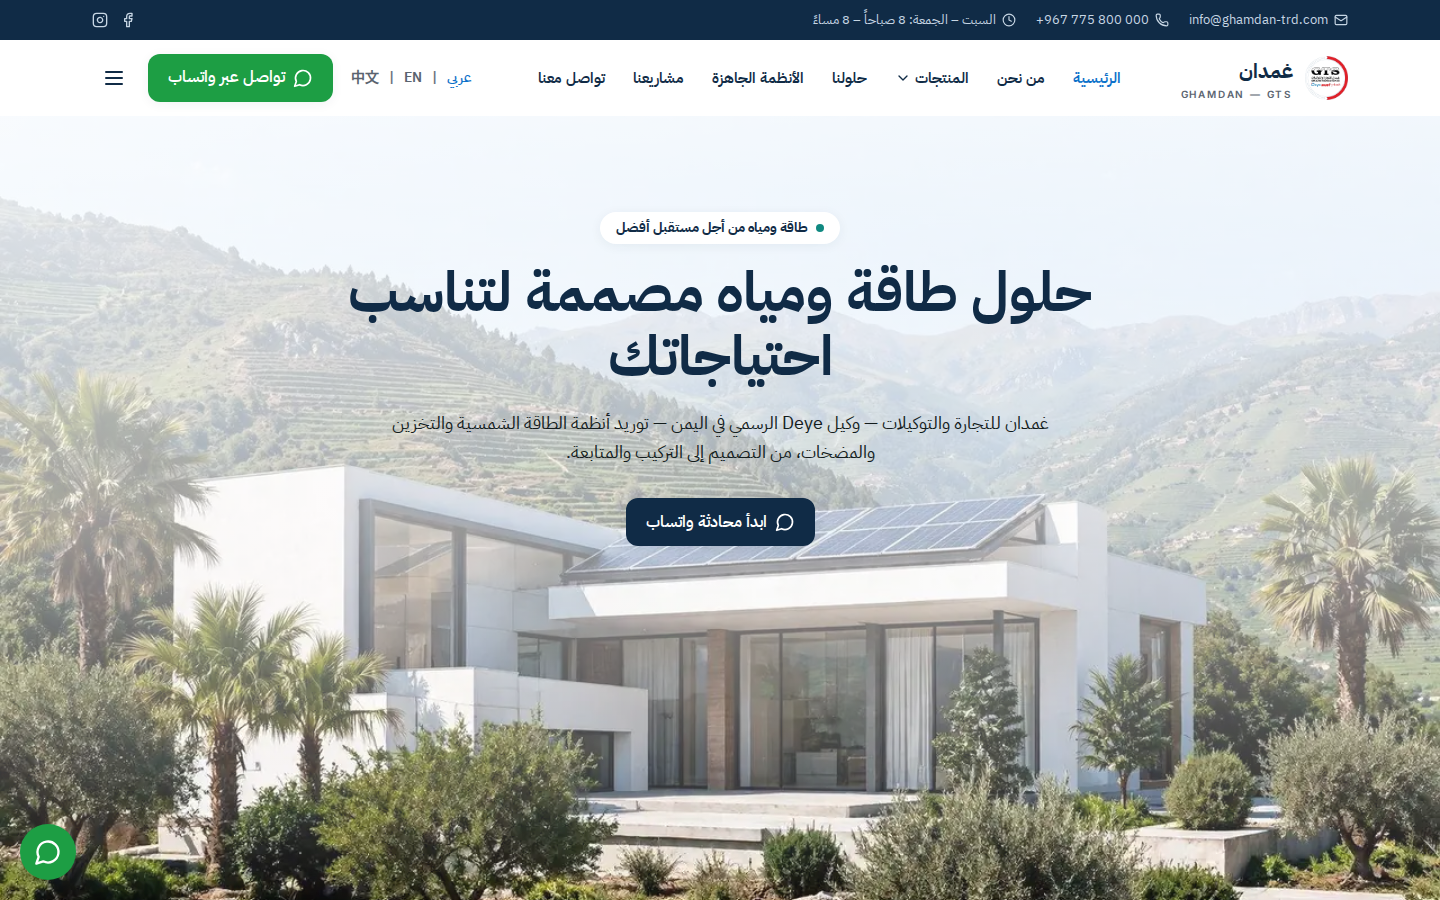 info@ghamdan-trd.com
+967 775 800 000
السبت – الجمعة: 8 صباحاً – 8 مساءً
GTS
غمدان
GHAMDAN — GTS
الرئيسية
من نحن
المنتجات
حلولنا
الأنظمة الجاهزة
مشاريعنا
تواصل معنا
عربي | EN | 中文
تواصل عبر واتساب
طاقة ومياه من أجل مستقبل أفضل
حلول طاقة ومياه مصممة لتناسب
احتياجاتك
غمدان للتجارة والتوكيلات — وكيل Deye الرسمي في اليمن — توريد أنظمة الطاقة الشمسية والتخزين
والمضخات، من التصميم إلى التركيب والمتابعة.
ابدأ محادثة واتساب